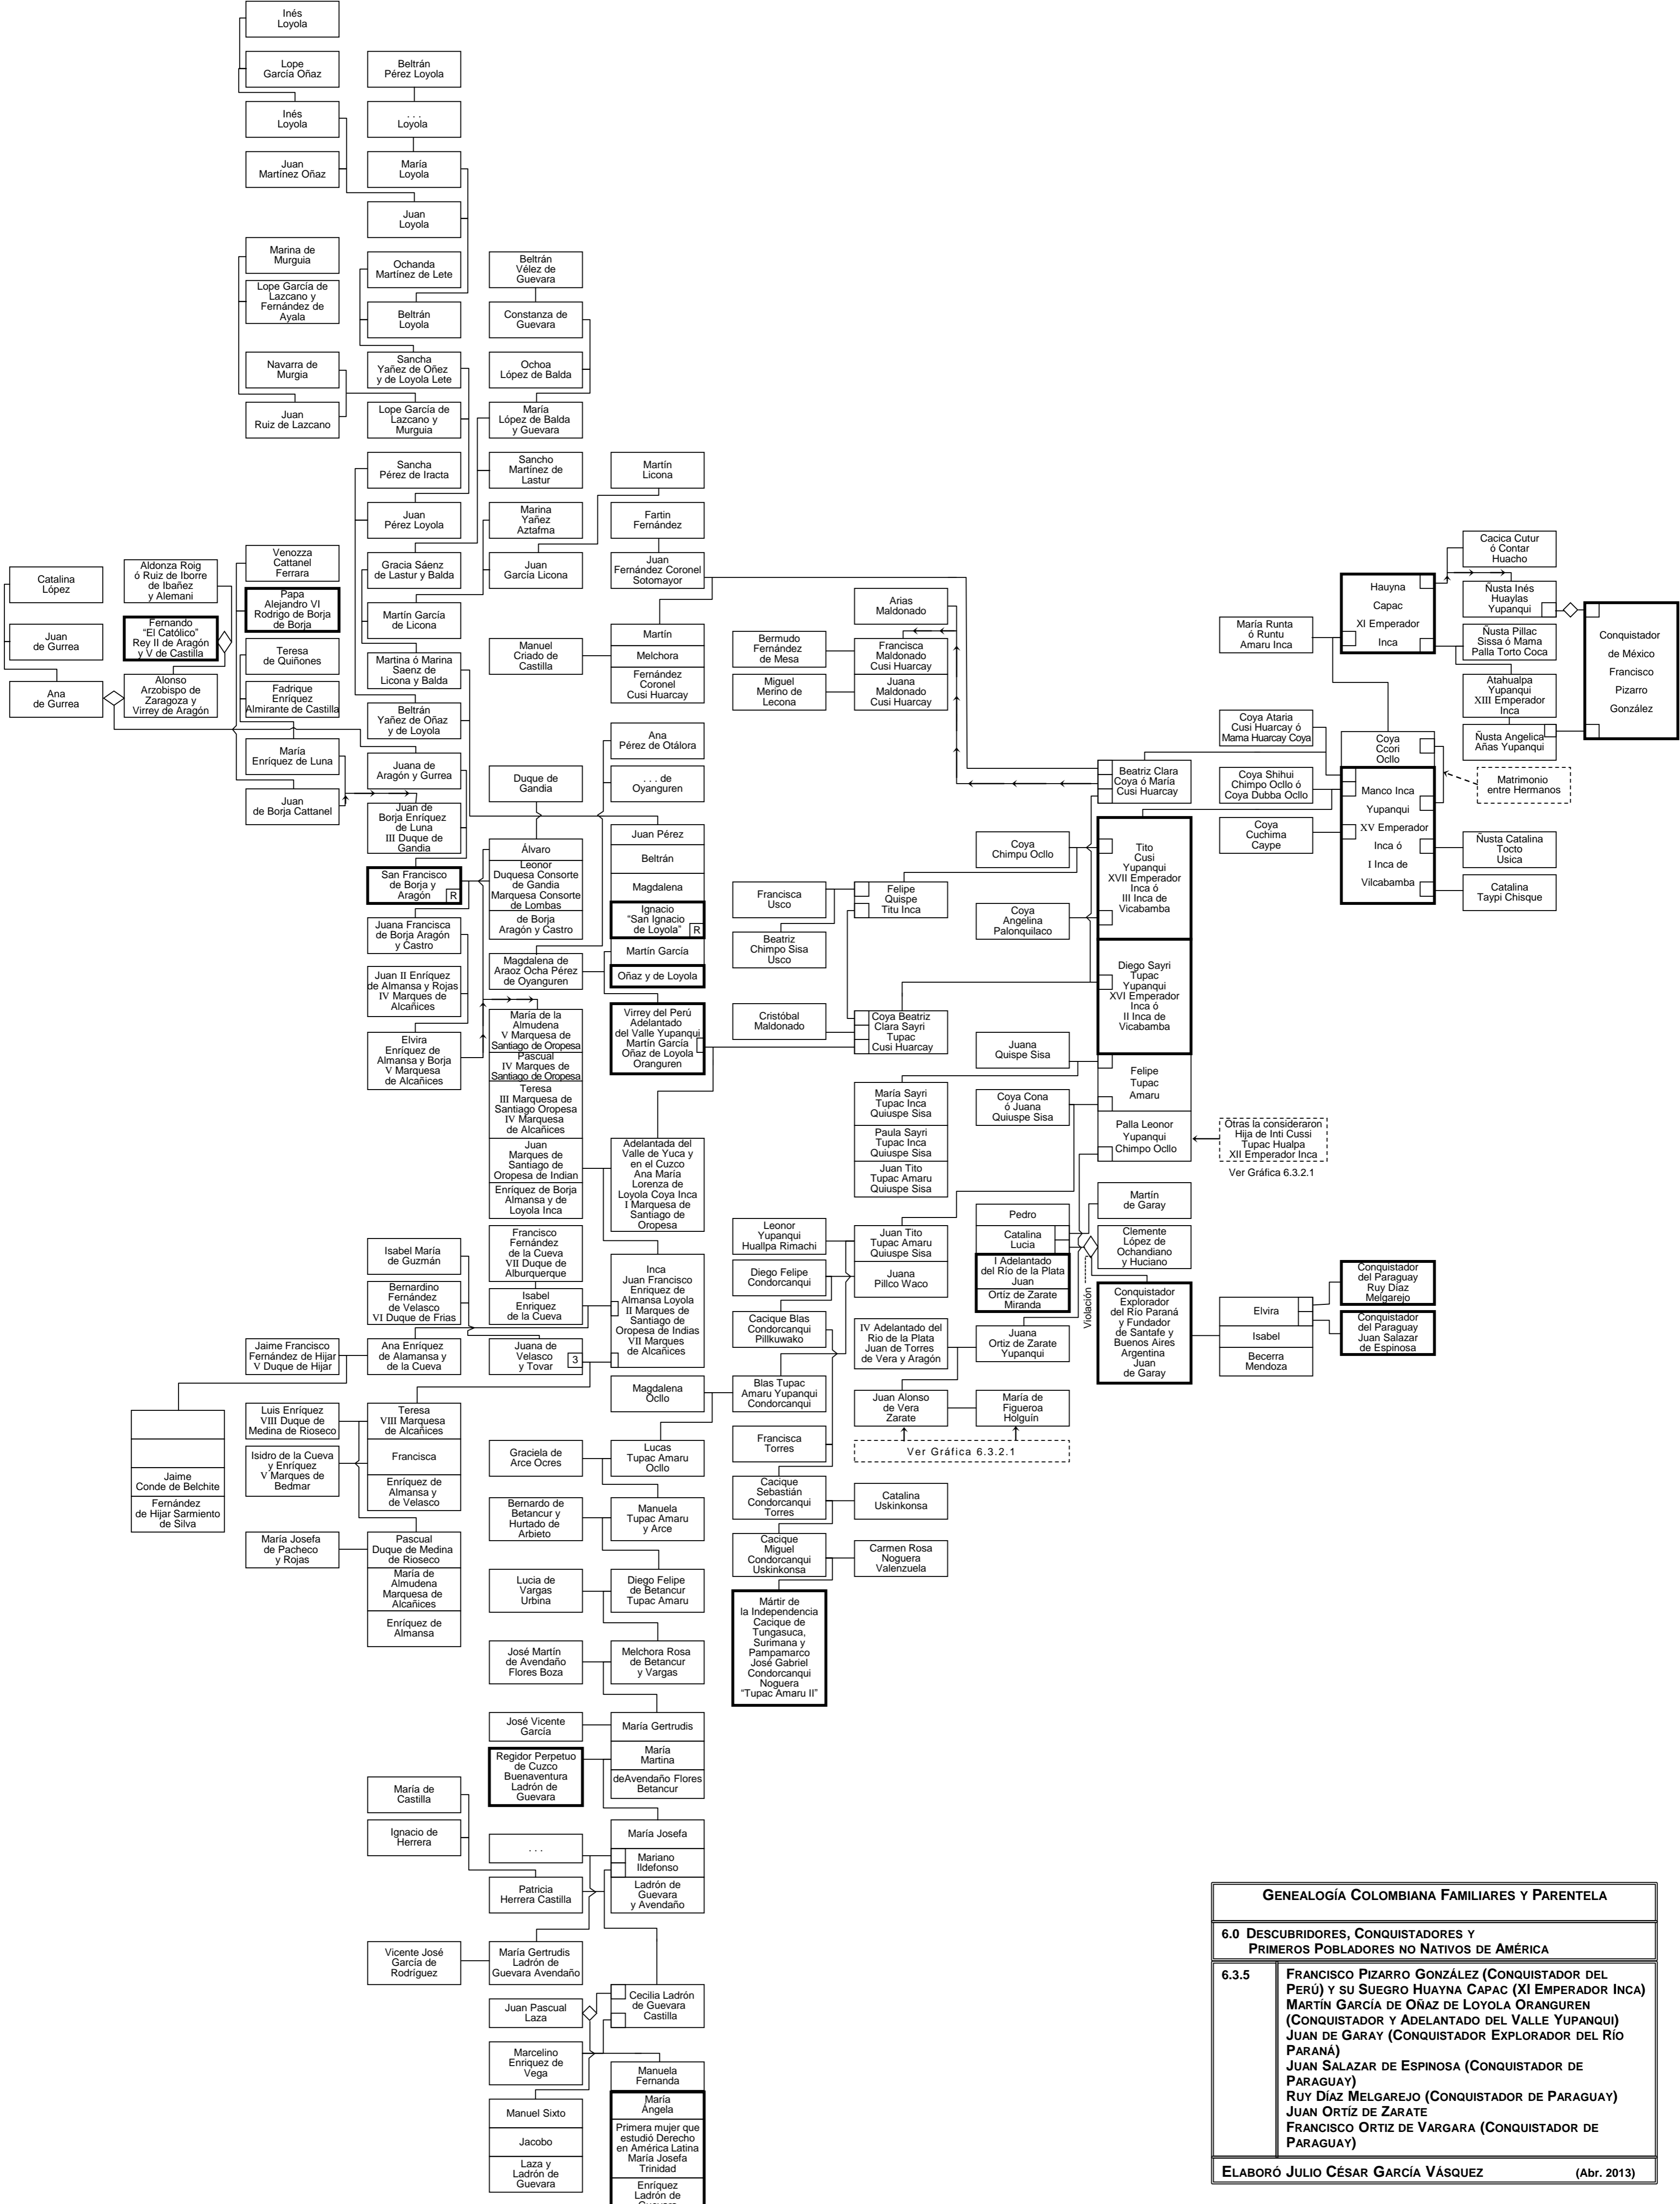 Inés
Loyola
Lope
García Oñaz
Beltrán
Pérez Loyola
Inés
Loyola
. . .
Loyola
Juan
Martínez Oñaz
María
Loyola
Juan
Loyola
Marina de
Murguia
Lope García de
Lazcano y
Fernández de
Ayala
Ochanda
Martínez de Lete
Beltrán
Vélez de
Guevara
Beltrán
Loyola
Constanza de
Guevara
Navarra de
Murgia
Sancha
Yañez de Oñez
y de Loyola Lete
Ochoa
López de Balda
Juan
Ruiz de Lazcano
Lope García de
Lazcano y
Murguia
María
López de Balda
y Guevara
Sancha
Pérez de Iracta
Sancho
Martínez de
Lastur
Martín
Licona
Juan
Pérez Loyola
Marina
Yañez
Aztafma
Fartin
Fernández
Catalina
López
Aldonza Roig
ó Ruiz de Iborre
de Ibañez
y Alemani
Venozza
Cattanel
Ferrara
Gracia Sáenz
de Lastur y Balda
Juan
García Licona
Juan
Fernández Coronel
Sotomayor
Juan
de Gurrea
Fernando
"El Católico"
Rey II de Aragón
y V de Castilla
Papa
Alejandro VI
Rodrigo de Borja
de Borja
Martín García
de Licona
Ana
de Gurrea
Alonso
Arzobispo de
Zaragoza y
Virrey de Aragón
Teresa
de Quiñones
Fadrique
Enríquez
Almirante de Castilla
Martina ó Marina
Saenz de
Licona y Balda
Manuel
Criado de
Castilla
Martín
Melchora
Fernández
Coronel
Cusi Huarcay
Beltrán
Yañez de Oñaz
y de Loyola
María
Enríquez de Luna
Juana de
Aragón y Gurrea
Ana
Pérez de Otálora
Juan
de Borja Cattanel
Juan de
Borja Enríquez
de Luna
III Duque de
Gandia
Duque de
Gandia
. . . de
Oyanguren
San Francisco
de Borja y
Aragón
R
Álvaro
Leonor
Duquesa Consorte
de Gandia
Marquesa Consorte
de Lombas
de Borja
Aragón y Castro
Juan Pérez
Beltrán
Magdalena
Ignacio
"San Ignacio
de Loyola"
R
Martín García
Oñaz y de Loyola
Juana Francisca
de Borja Aragón
y Castro
Juan II Enríquez
de Almansa y Rojas
IV Marques de
Alcañices
Magdalena de
Araoz Ocha Pérez
de Oyanguren
Elvira
Enríquez de
Almansa y Borja
V Marquesa
de Alcañices
María de la
Almudena
V Marquesa de
Santiago de Oropesa
Pascual
IV Marques de
Santiago de Oropesa
Teresa
III Marquesa de
Santiago Oropesa
IV Marquesa
de Alcañices
Juan
Marques de
Santiago de
Oropesa de Indian
Enríquez de Borja
Almansa y de
Loyola Inca
Virrey del Perú
Adelantado
del Valle Yupanqui
Martín García
Oñaz de Loyola
Oranguren
Adelantada del
Valle de Yuca y
en el Cuzco
Ana María
Lorenza de
Loyola Coya Inca
I Marquesa de
Santiago de
Oropesa
Arias
Maldonado
Bermudo
Fernández
de Mesa
Francisca
Maldonado
Cusi Huarcay
Miguel
Merino de
Lecona
Juana
Maldonado
Cusi Huarcay
Cacica Cutur
ó Contar
Huacho
Hauyna
Capac
XI Emperador
Inca
Ñusta Inés
Huaylas
Yupanqui
María Runta
ó Runtu
Amaru Inca
Ñusta Pillac
Sissa ó Mama
Palla Torto Coca
Conquistador
de México
Francisco
Pizarro
González
Atahualpa
Yupanqui
XIII Emperador
Inca
Ñusta Angelica
Añas Yupanqui
Coya Ataria
Cusi Huarcay ó
Mama Huarcay Coya
Coya
Ccori
Ocllo
Beatriz Clara
Coya ó María
Cusi Huarcay
Coya Shihui
Chimpo Ocllo ó
Coya Dubba Ocllo
Manco Inca
Yupanqui
XV Emperador
Inca ó
I Inca de
Vilcabamba
Matrimonio
entre Hermanos
Coya
Cuchima
Caype
Ñusta Catalina
Tocto
Usica
Catalina
Taypi Chisque
Coya
Chimpu Ocllo
Tito
Cusi
Yupanqui
XVII Emperador
Inca ó
III Inca de
Vicabamba
Francisca
Usco
Felipe
Quispe
Titu Inca
Coya
Angelina
Palonquilaco
Beatriz
Chimpo Sisa
Usco
Diego Sayri
Tupac
Yupanqui
XVI Emperador
Inca ó
II Inca de
Vicabamba
Cristóbal
Maldonado
Coya Beatriz
Clara Sayri
Tupac
Cusi Huarcay
Juana
Quispe Sisa
Felipe
Tupac
Amaru
María Sayri
Tupac Inca
Quiuspe Sisa
Paula Sayri
Tupac Inca
Quiuspe Sisa
Juan Tito
Tupac Amaru
Quiuspe Sisa
Coya Cona
ó Juana
Quiuspe Sisa
Palla Leonor
Yupanqui
Chimpo Ocllo
Otras la consideraron
Hija de Inti Cussi
Tupac Hualpa
XII Emperador Inca
Ver Gráfica 6.3.2.1
Martín
de Garay
Pedro
Catalina
Lucia
I Adelantado
del Río de la Plata
Juan
Ortíz de Zarate
Miranda
Clemente
López de
Ochandiano
y Huciano
Violación
Leonor
Yupanqui
Huallpa Rimachi
Juan Tito
Tupac Amaru
Quiuspe Sisa
Diego Felipe
Condorcanqui
Juana
Pillco Waco
Conquistador
Explorador
del Río Paraná
y Fundador
de Santafe y
Buenos Aires
Argentina
Juan
de Garay
Elvira
Isabel
Becerra
Mendoza
Conquistador
del Paraguay
Ruy Díaz
Melgarejo
Conquistador
del Paraguay
Juan Salazar
de Espinosa
Cacique Blas
Condorcanqui
Pillkuwako
IV Adelantado del
Rio de la Plata
Juan de Torres
de Vera y Aragón
Juana
Ortiz de Zarate
Yupanqui
Juan Alonso
de Vera
Zarate
María de
Figueroa
Holguín
Ver Gráfica 6.3.2.1
Isabel María
de Guzmán
Francisco
Fernández
de la Cueva
VII Duque de
Alburquerque
Bernardino
Fernández
de Velasco
VI Duque de Frias
Isabel
Enriquez
de la Cueva
Inca
Juan Francisco
Enriquez de
Almansa Loyola
II Marques de
Santiago de
Oropesa de Indias
VII Marques
de Alcañices
Jaime Francisco
Fernández de Hijar
V Duque de Hijar
Ana Enríquez
de Alamansa y
de la Cueva
Juana de
Velasco
y Tovar
3
Magdalena
Ocllo
Blas Tupac
Amaru Yupanqui
Condorcanqui
Jaime
Conde de Belchite
Fernández
de Hijar Sarmiento
de Silva
Luis Enríquez
VIII Duque de
Medina de Rioseco
Teresa
VIII Marquesa
de Alcañices
Isidro de la Cueva
y Enríquez
V Marques de
Bedmar
Francisca
Enríquez de
Almansa y
de Velasco
Graciela de
Arce Ocres
Lucas
Tupac Amaru
Ocllo
Francisca
Torres
Bernardo de
Betancur y
Hurtado de
Arbieto
Manuela
Tupac Amaru
y Arce
Cacique
Sebastián
Condorcanqui
Torres
Catalina
Uskinkonsa
María Josefa
de Pacheco
y Rojas
Pascual
Duque de Medina
de Rioseco
María de
Almudena
Marquesa de
Alcañices
Enríquez de
Almansa
Cacique
Miguel
Condorcanqui
Uskinkonsa
Carmen Rosa
Noguera
Valenzuela
Lucia de
Vargas
Urbina
Diego Felipe
de Betancur
Tupac Amaru
Mártir de
la Independencia
Cacique de
Tungasuca,
Surimana y
Pampamarco
José Gabriel
Condorcanqui
Noguera
"Tupac Amaru II"
José Martín
de Avendaño
Flores Boza
Melchora Rosa
de Betancur
y Vargas
José Vicente
García
María Gertrudis
María
Martina
deAvendaño Flores
Betancur
Regidor Perpetuo
de Cuzco
Buenaventura
Ladrón de
Guevara
María de
Castilla
Ignacio de
Herrera
. . .
María Josefa
Mariano
Ildefonso
Ladrón de
Guevara
y Avendaño
Patricia
Herrera Castilla
Vicente José
García de
Rodríguez
María Gertrudis
Ladrón de
Guevara Avendaño
Juan Pascual
Laza
Cecilia Ladrón
de Guevara
Castilla
Marcelino
Enriquez de
Vega
Manuela
Fernanda
María
Ángela
Primera mujer que
estudió Derecho
en América Latina
María Josefa
Trinidad
Enríquez
Ladrón de
Guevara
Manuel Sixto
Jacobo
Laza y
Ladrón de
Guevara
GENEALOGÍA COLOMBIANA FAMILIARES Y PARENTELA
6.0 DESCUBRIDORES, CONQUISTADORES Y
PRIMEROS POBLADORES NO NATIVOS DE AMÉRICA
6.3.5
FRANCISCO PIZARRO GONZÁLEZ (CONQUISTADOR DEL
PERÚ) Y SU SUEGRO HUAYNA CAPAC (XI EMPERADOR INCA)
MARTÍN GARCÍA DE OÑAZ DE LOYOLA ORANGUREN
(CONQUISTADOR Y ADELANTADO DEL VALLE YUPANQUI)
JUAN DE GARAY (CONQUISTADOR EXPLORADOR DEL RÍO
PARANÁ)
JUAN SALAZAR DE ESPINOSA (CONQUISTADOR DE
PARAGUAY)
RUY DÍAZ MELGAREJO (CONQUISTADOR DE PARAGUAY)
JUAN ORTÍZ DE ZARATE
FRANCISCO ORTIZ DE VARGARA (CONQUISTADOR DE
PARAGUAY)
ELABORÓ JULIO CÉSAR GARCÍA VÁSQUEZ (Abr. 2013)